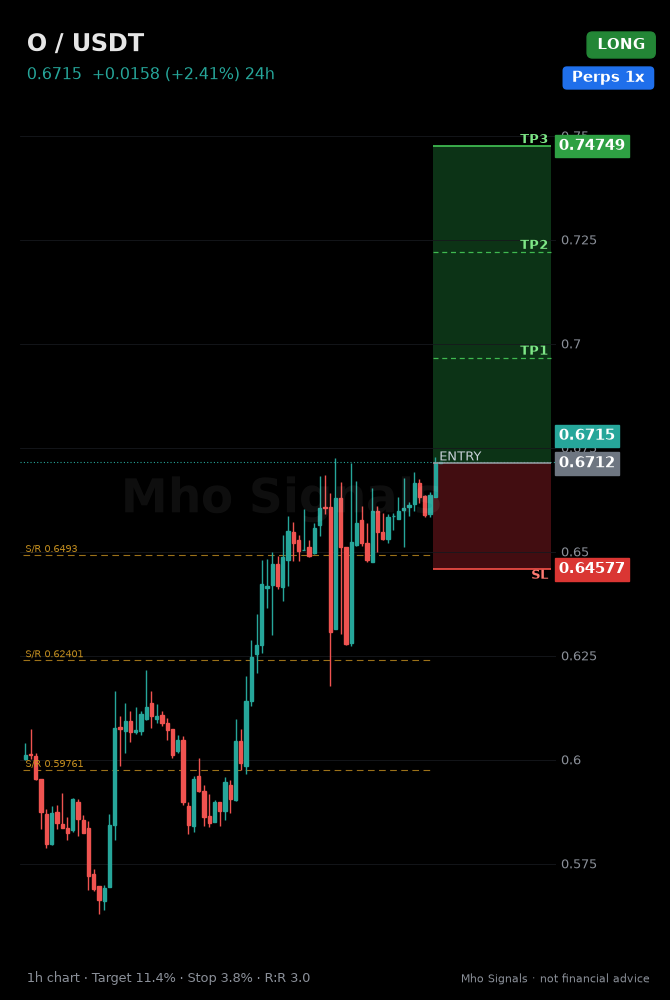 O / USDT
LONG
0.6715 +0.0158 (+2.41%) 24h
Perps 1x
TP3
0.75
0.74749
TP2
0.725
TP1
0.7
0.6715
0.675
ENTRY
0.6712
Mho Signals
S/R 0.6493
0.65
SL
0.64577
S/R 0.62401
0.625
S/R 0.59761
0.6
0.575
1h chart · Target 11.4% · Stop 3.8% · R:R 3.0
Mho Signals · not financial advice